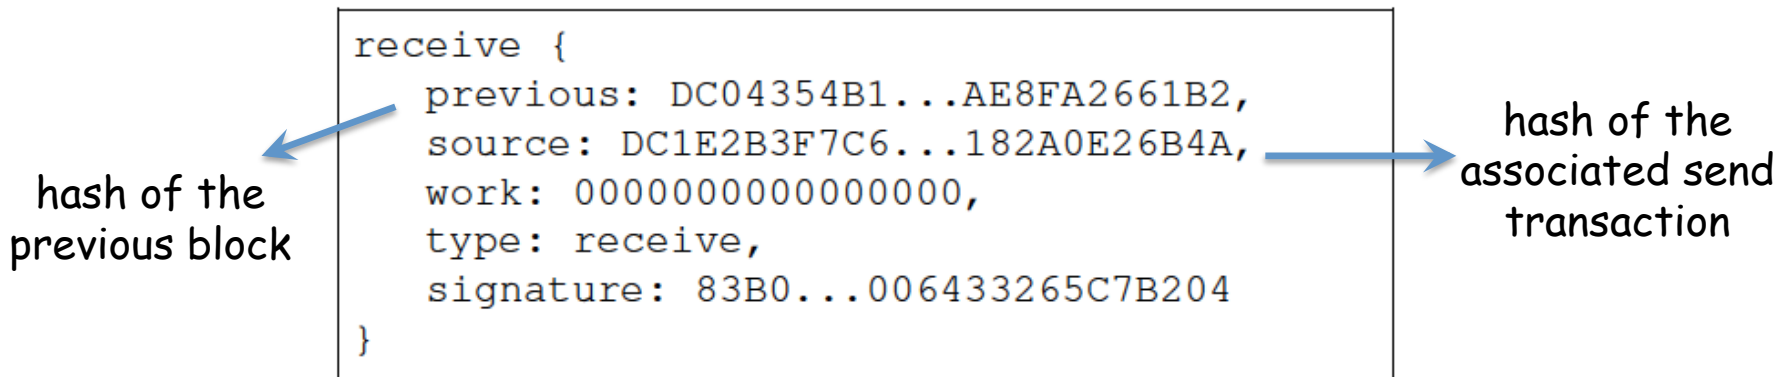 receive {
previous: DC04354B1...AE8FA2661B2,
source: DC1E2B3F7C6...182A0E26B4A,
work: 0000000000000000,
type: receive,
signature: 83B0...006433265C7B204
}
hash of the
previous block
hash of the
associated send
transaction